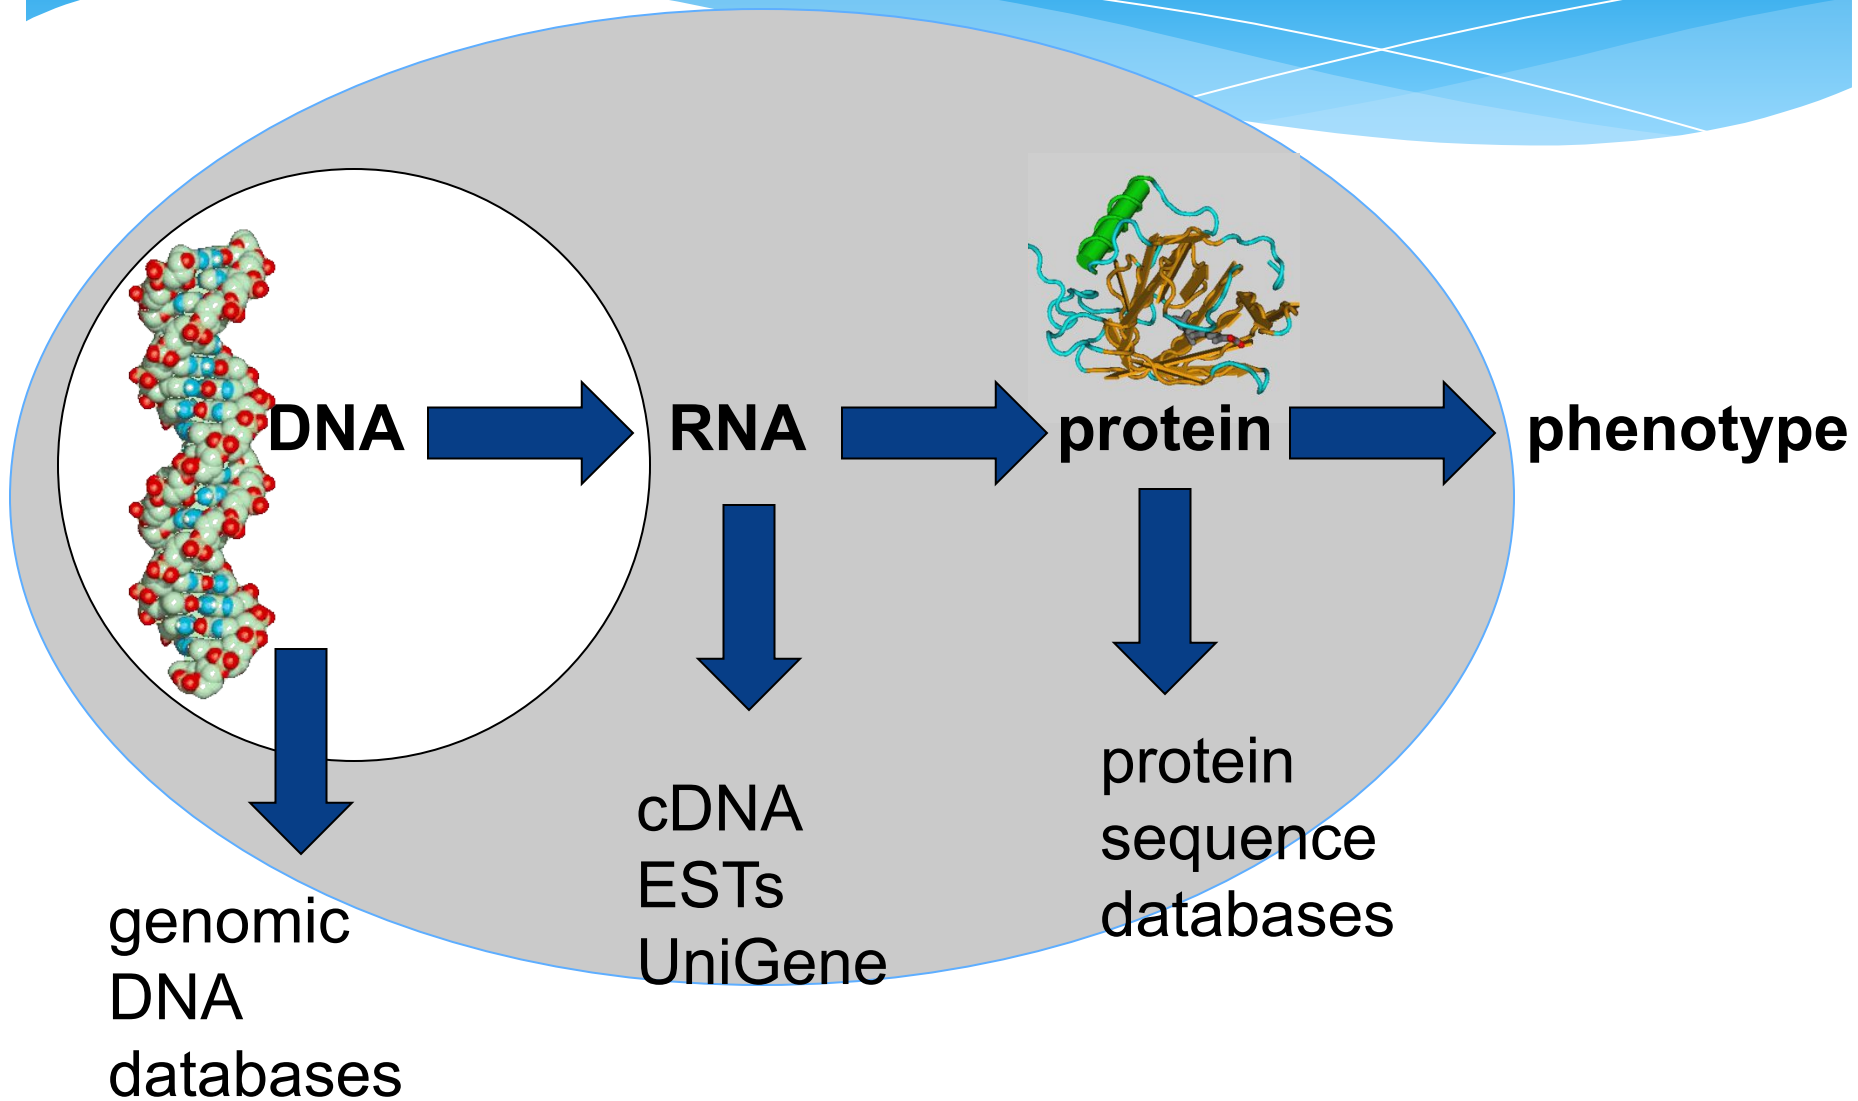 DNA
RNA
protein
phenotype
genomic
DNA
databases
cDNA
ESTs
UniGene
protein
sequence
databases